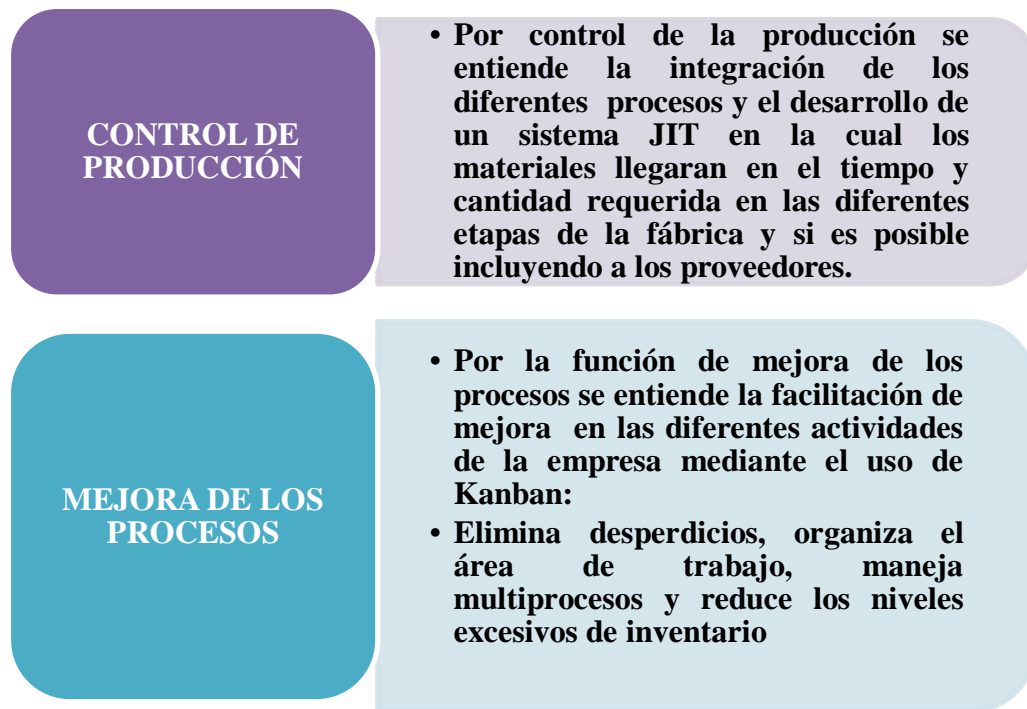 CONTROL DE
PRODUCCIÓN
• Por control de la producción se
entiende la integración de los
diferentes procesos y el desarrollo de
un sistema JIT en la cual los
materiales llegaran en el tiempo y
cantidad requerida en las diferentes
etapas de la fábrica y si es posible
incluyendo a los proveedores.
MEJORA DE LOS
PROCESOS
• Por la función de mejora de los
procesos se entiende la facilitación de
mejora en las diferentes actividades
de la empresa mediante el uso de
Kanban:
• Elimina desperdicios, organiza el
área de trabajo, maneja
multiprocesos y reduce los niveles
excesivos de inventario